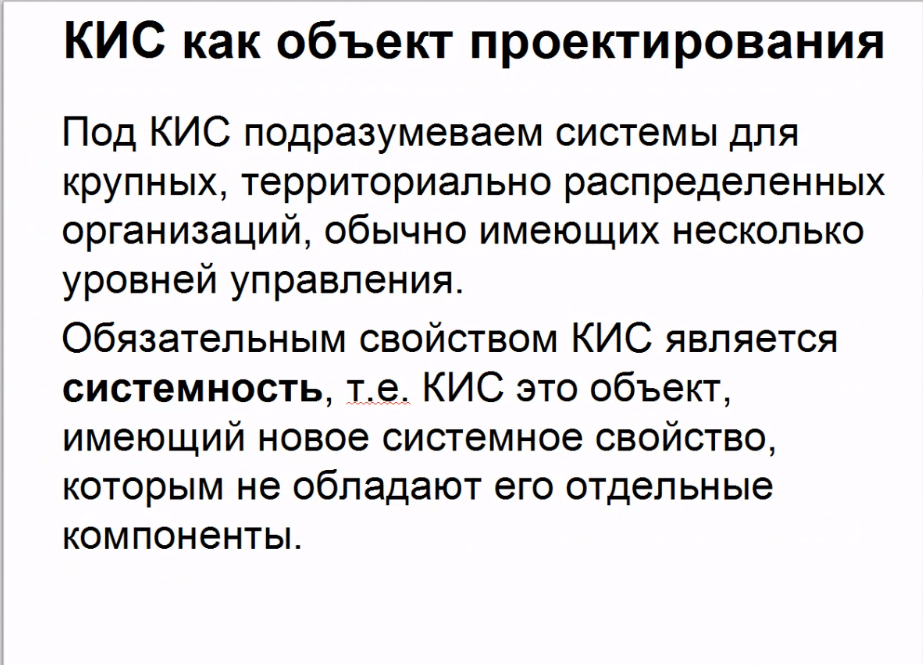 КИС как объект проектирования
Под КИС подразумеваем системы для
крупных, территориально распределенных
организаций, обычно имеющих несколько
уровней управления.
Обязательным свойством КИС является
системность, т.е. КИС это объект,
имеющий новое системное свойство,
которым не обладают его отдельные
компоненты.